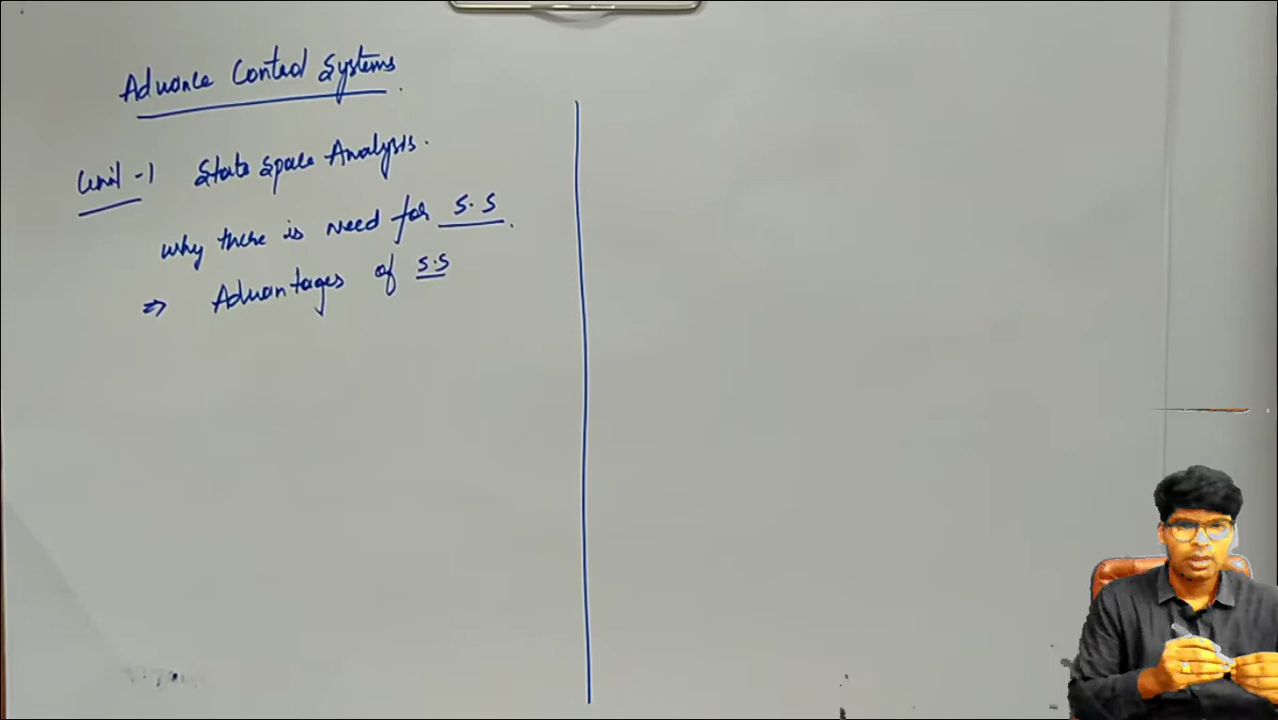 Advance Control Systems.
Unit-1 State Space Analysis.
why there is need for S.S.
⇒ Advantages of S.S